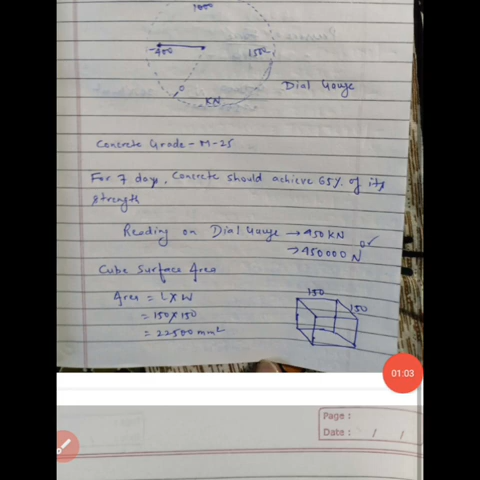 1000
-400
1500
0
KN
Dial Gauge
Concrete Grade - M-25
For 7 days, Concrete should achieve 65% of its
strength
Reading on Dial Gauge → 450 KN
→ 450000 N
or
Cube Surface Area
Area = L X W
= 150 X 150
= 22500 mm²
150
150
01:03
Page :
Date : / /